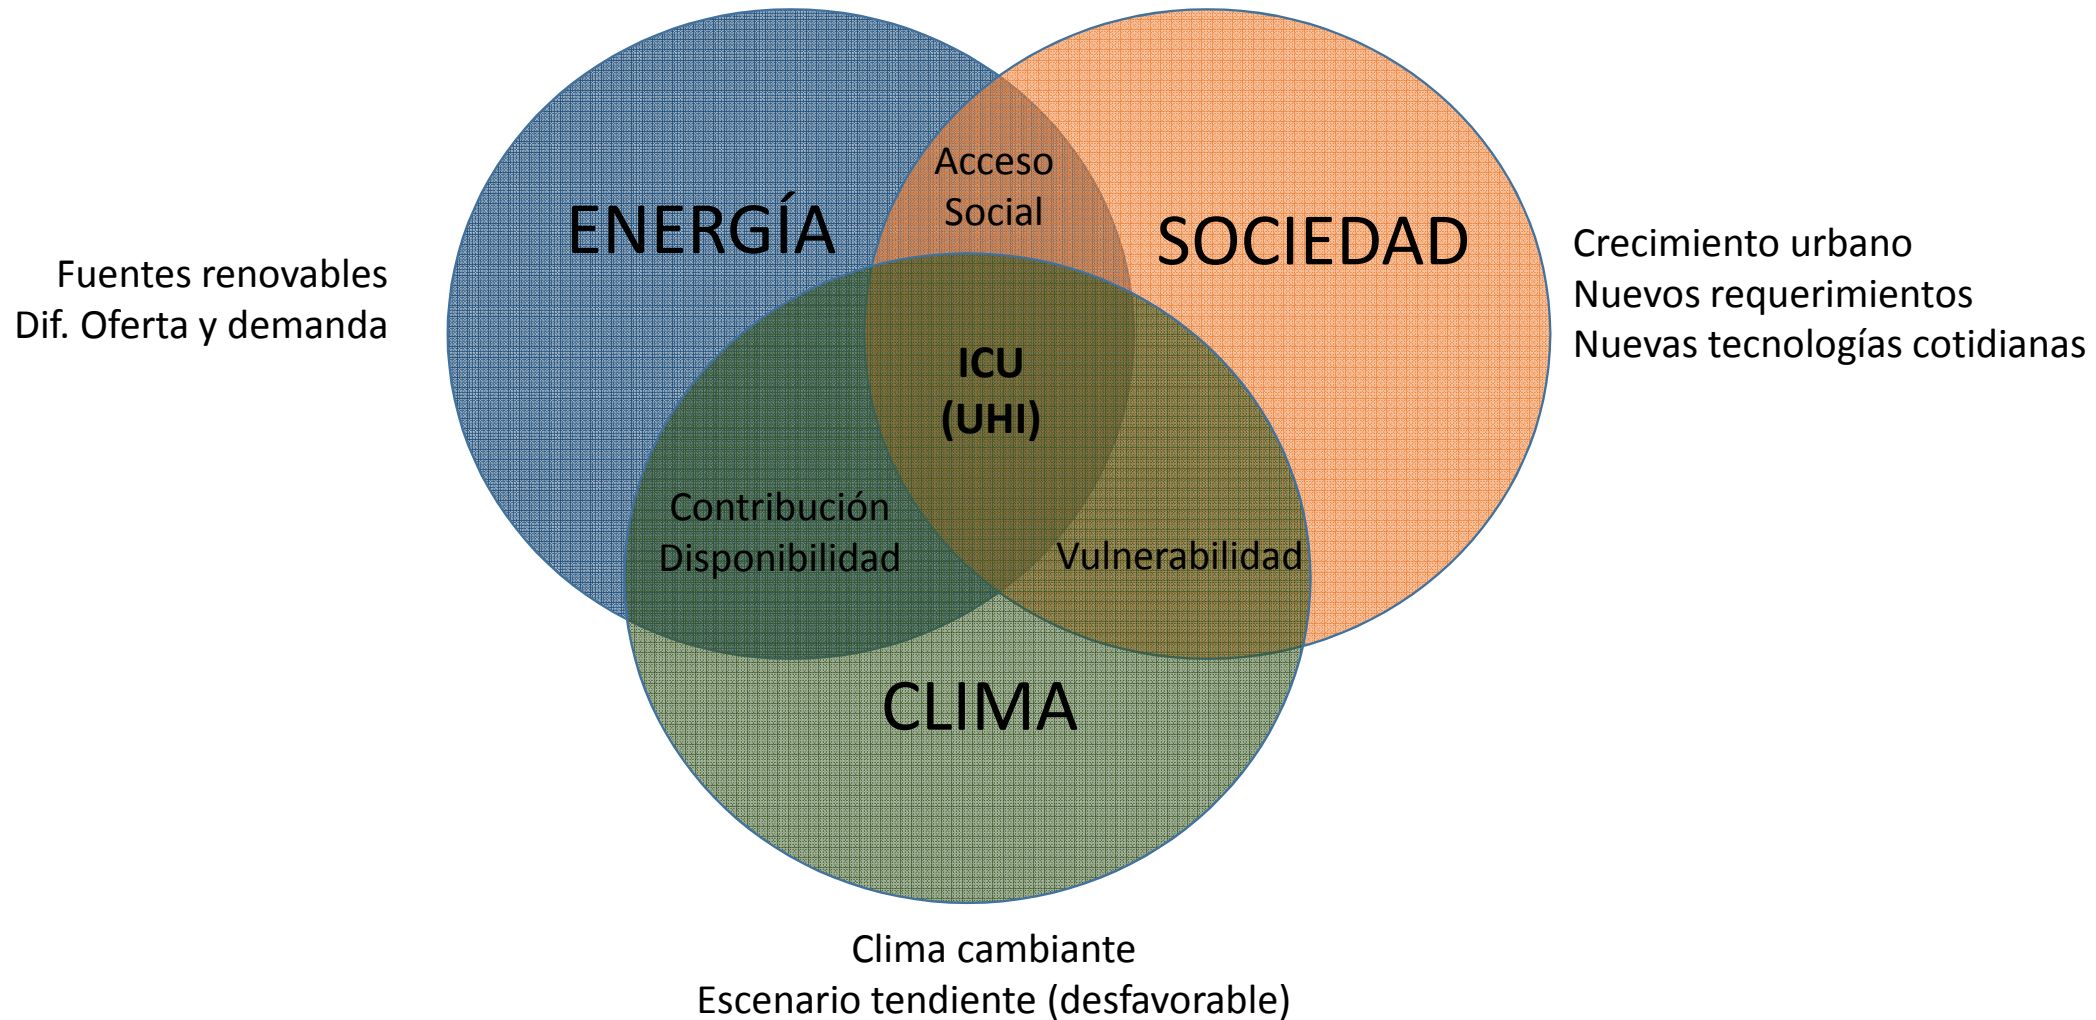 Acceso
Social
ENERGÍA
SOCIEDAD
Fuentes renovables
Dif. Oferta y demanda
Crecimiento urbano
Nuevos requerimientos
Nuevas tecnologías cotidianas
ICU
(UHI)
Contribución
Disponibilidad
Vulnerabilidad
CLIMA
Clima cambiante
Escenario tendiente (desfavorable)